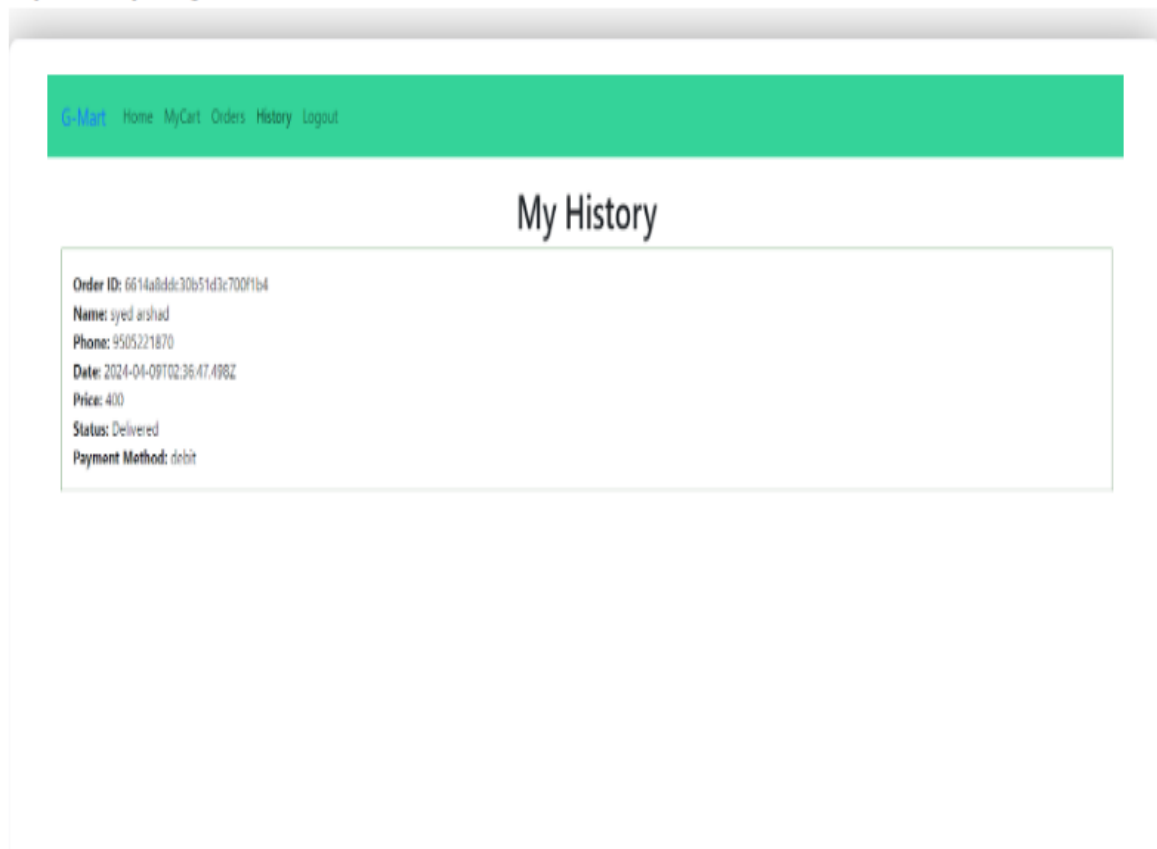 G-Mart Home MyCart Orders History Logout
My History
Order ID: 6614a8ddc30b51d3c700f1b4
Name: syed arshad
Phone: 9505221870
Date: 2024-04-09T02:36:47.498Z
Price: 400
Status: Delivered
Payment Method: debit